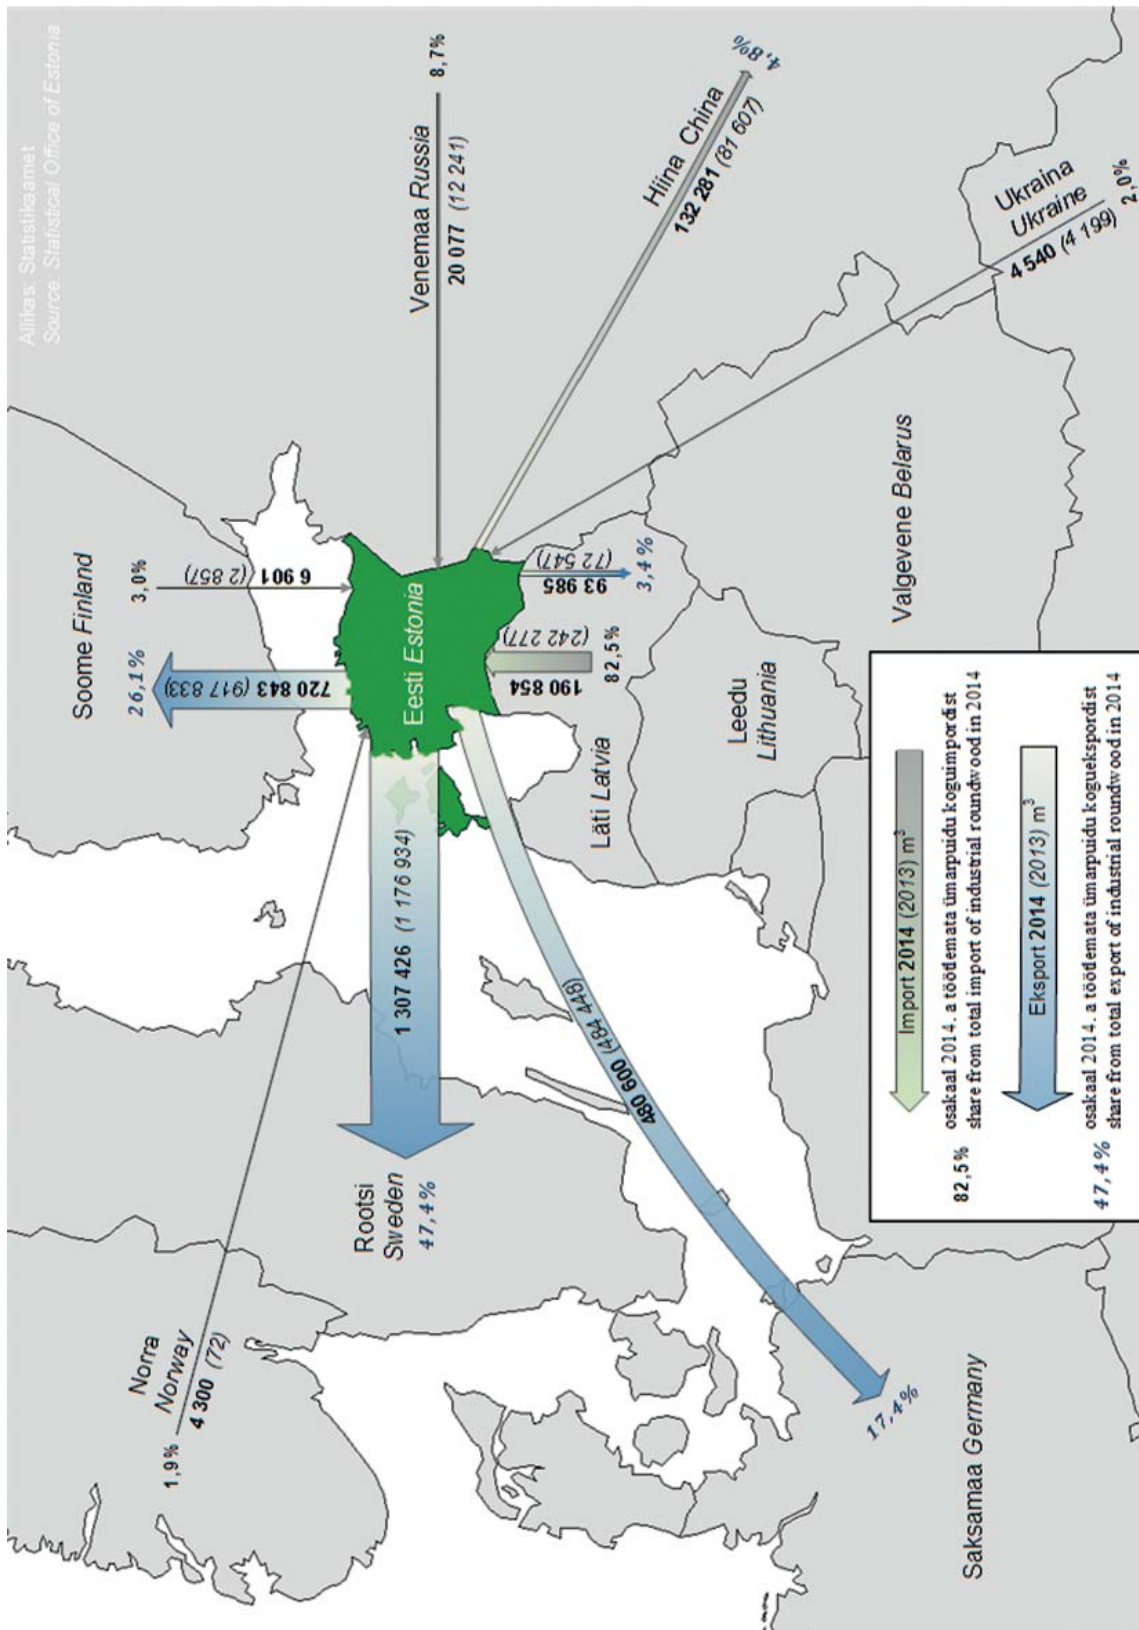 Allikas: Statistikaamet
Source: Statistical Office of Estonia
Soome Finland
26,1%
3,0%
720 843 (917 833)
6 901
(2 857)
Norra
Norway
1,9%
4 300 (72)
Rootsi
Sweden
47,4%
1 307 426 (1 176 934)
Eesti Estonia
Venemaa Russia
20 077 (12 241)
8,7%
Hiina China
132 281 (81 607)
4,8%
Ukraina
Ukraine
4 540 (4 199)
2,0%
190 854
(242 277)
82,5%
93 985
(72 547)
3,4%
Läti Latvia
Leedu
Lithuania
Valgevene Belarus
480 600 (484 448)
17,4%
Saksamaa Germany
Import 2014 (2013) m³
82,5% osakaal 2014. a töödemata ümarpuidu koguimpordist
share from total import of industrial roundwood in 2014
Eksport 2014 (2013) m³
47,4% osakaal 2014. a töödemata ümarpuidu koguekspordist
share from total export of industrial roundwood in 2014